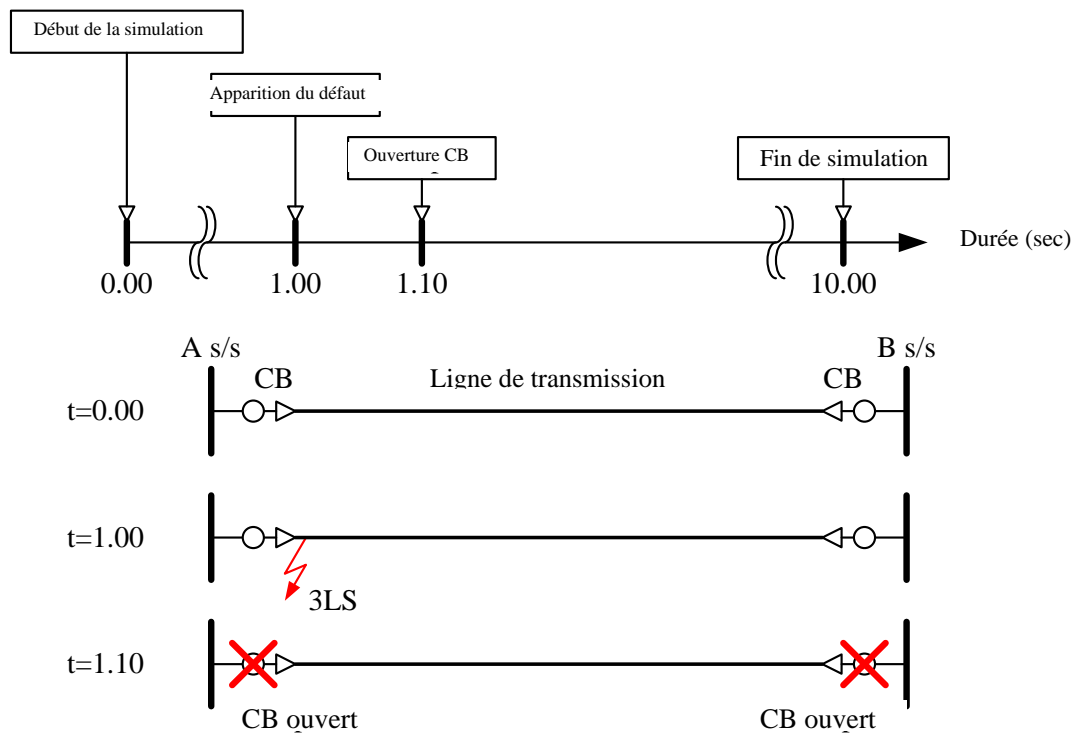 Début de la simulation
Apparition du défaut
Ouverture CB
Fin de simulation
Durée (sec)
0.00
1.00
1.10
10.00
A s/s
B s/s
CB
Ligne de transmission
CB
t=0.00
t=1.00
3LS
t=1.10
CB ouvert
CB ouvert